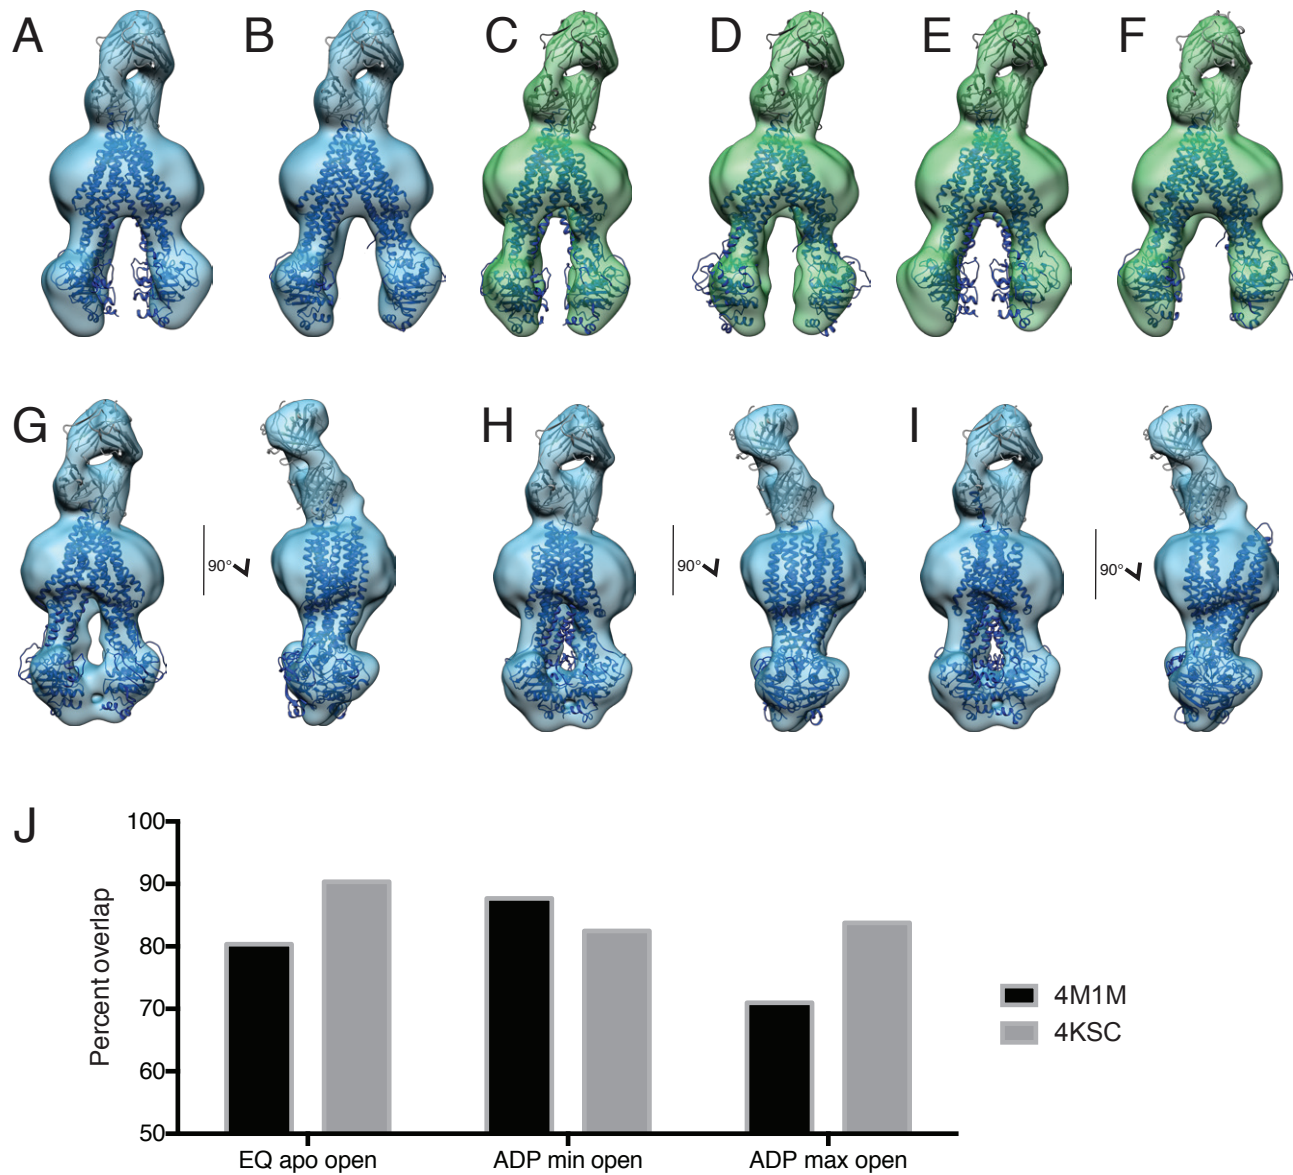 A B C D E F
G 90° H 90° I 90°
J
Percent overlap
100
90
80
70
60
50
EQ apo open ADP min open ADP max open
4M1M
4KSC